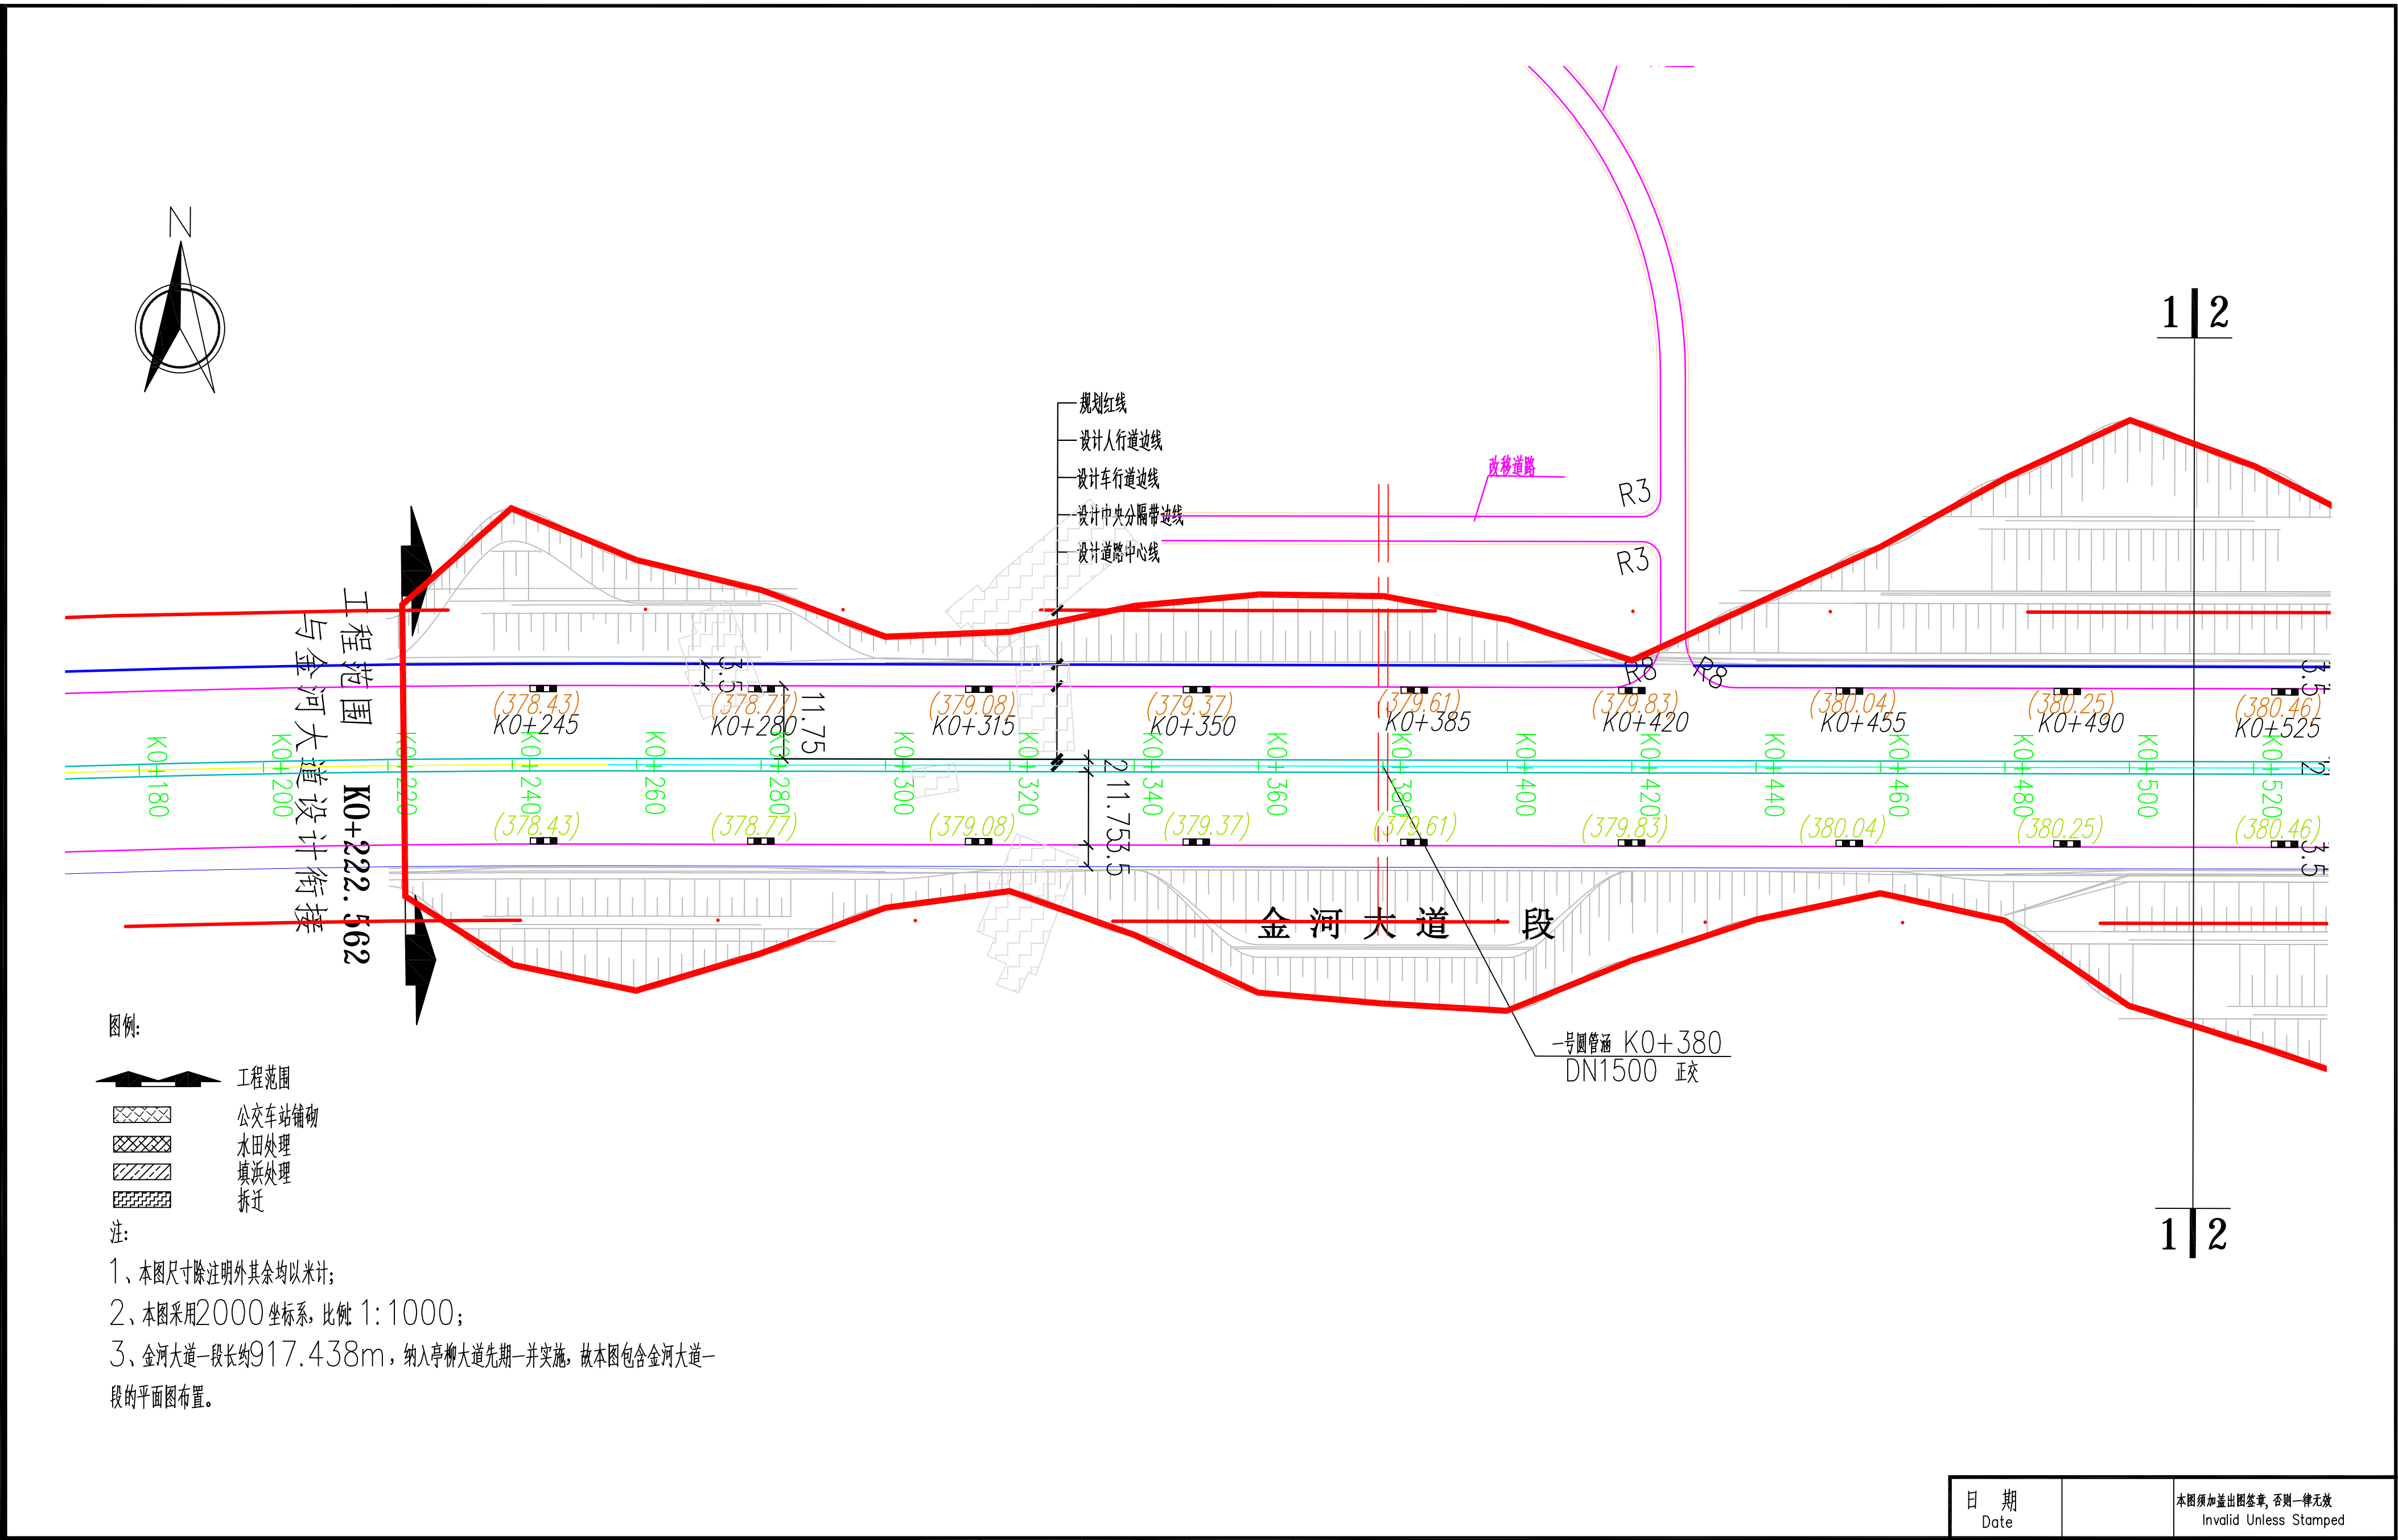 N
1 2
规划红线
设计人行道边线
设计车行道边线
设计中央分隔带边线
设计道路中心线
改移道路
R3
R3
R8
R8
工程范围 K0+222.562
与金河大道设计衔接
3.5
11.75
3.5
(378.43)
K0+245
(378.77)
K0+280
(379.08)
K0+315
(379.37)
K0+350
(379.61)
K0+385
(379.83)
K0+420
(380.04)
K0+455
(380.25)
K0+490
(380.46)
K0+525
K0+180
K0+200
K0+220
K0+240
K0+260
K0+280
K0+300
K0+320
K0+340
K0+360
K0+380
K0+400
K0+420
K0+440
K0+460
K0+480
K0+500
K0+520
2
11.75
3.5
2
3.5
(378.43)
(378.77)
(379.08)
(379.37)
(379.61)
(379.83)
(380.04)
(380.25)
(380.46)
金河大道一段
一号圆管涵 K0+380
DN1500 正交
1 2
图例:
工程范围
公交车站铺砌
水田处理
填浜处理
拆迁
注:
1、本图尺寸除注明外其余均以米计;
2、本图采用2000坐标系, 比例: 1:1000;
3、金河大道一段长约917.438m, 纳入亭柳大道先期一并实施, 故本图包含金河大道一
段的平面图布置。
日 期
Date
本图须加盖出图签章, 否则一律无效
Invalid Unless Stamped